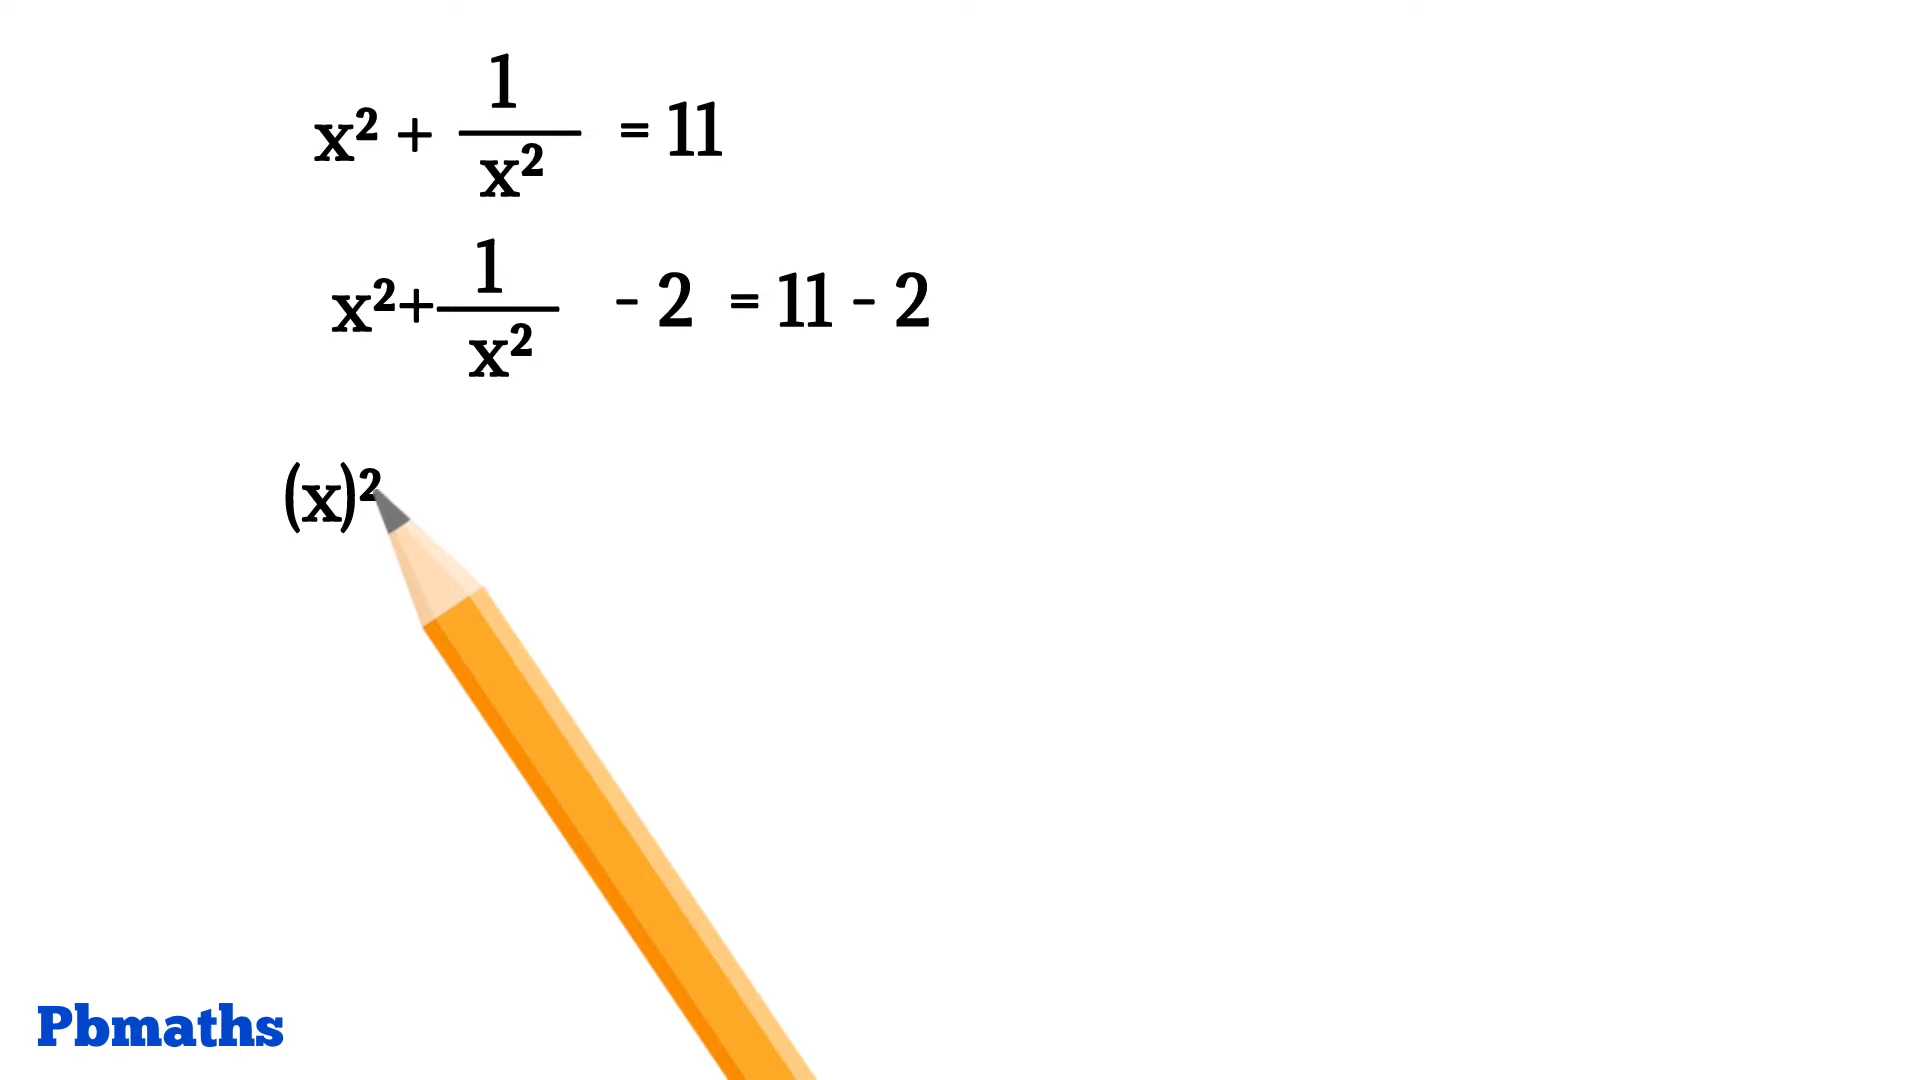 x² + 1/x² = 11
x² + 1/x² - 2 = 11 - 2
(x)²
Pbmaths